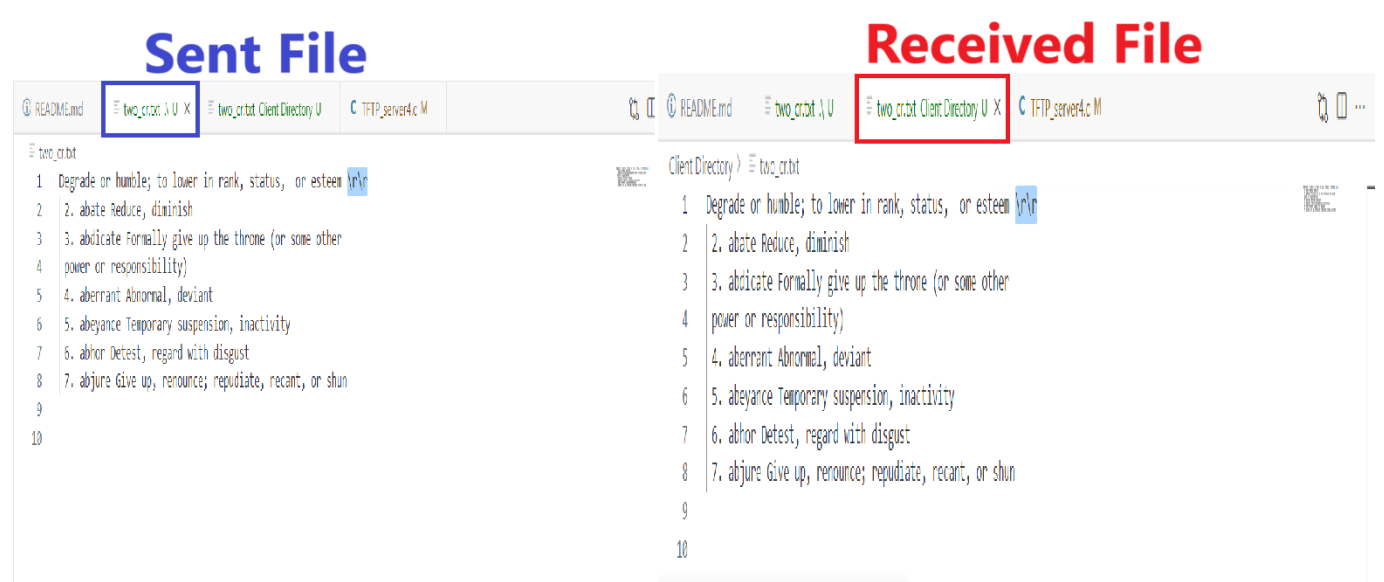 Sent File
README.md two_cr.txt .\ U × two_cr.txt Client Directory U C TFTP_server4.c M
two_cr.txt
1 Degrade or humble; to lower in rank, status, or esteem \r\r
2 2. abate Reduce, diminish
3 3. abdicate Formally give up the throne (or some other
4 power or responsibility)
5 4. aberrant Abnormal, deviant
6 5. abeyance Temporary suspension, inactivity
7 6. abhor Detest, regard with disgust
8 7. abjure Give up, renounce; repudiate, recant, or shun
9
10
Received File
README.md two_cr.txt .\ U two_cr.txt Client Directory U × C TFTP_server4.c M ...
Client Directory > two_cr.txt
1 Degrade or humble; to lower in rank, status, or esteem \r\r
2 2. abate Reduce, diminish
3 3. abdicate Formally give up the throne (or some other
4 power or responsibility)
5 4. aberrant Abnormal, deviant
6 5. abeyance Temporary suspension, inactivity
7 6. abhor Detest, regard with disgust
8 7. abjure Give up, renounce; repudiate, recant, or shun
9
10